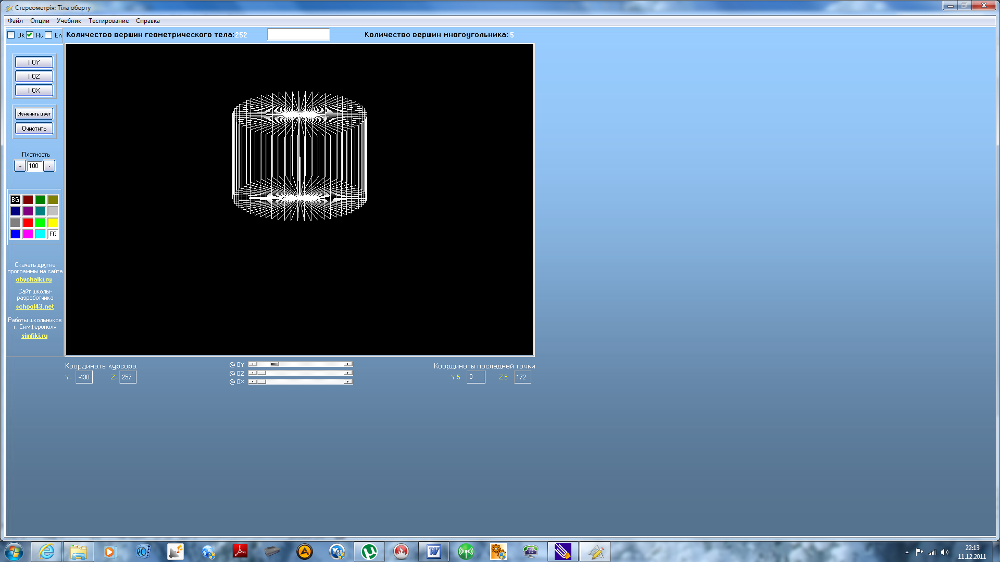 Стереометрія: Тіла оберту
Файл Опции Учебник Тестирование Справка
Uk Ru En Количество вершин геометрического тела: 252 Количество вершин многоугольника: 5
|| OY
|| OZ
|| OX
Изменить цвет
Очистить
Плотность
+ 100 -
BG
FG
Скачать другие
программы на сайте
obychalki.ru
Сайт школы-
разработчика
school43.net
Работы школьников
г. Симферополя
simfiki.ru
Координаты курсора
Y= -430 Z= 257
@ OY
@ OZ
@ OX
Координаты последней точки
Y5 0 Z5 172
22:13
11.12.2011